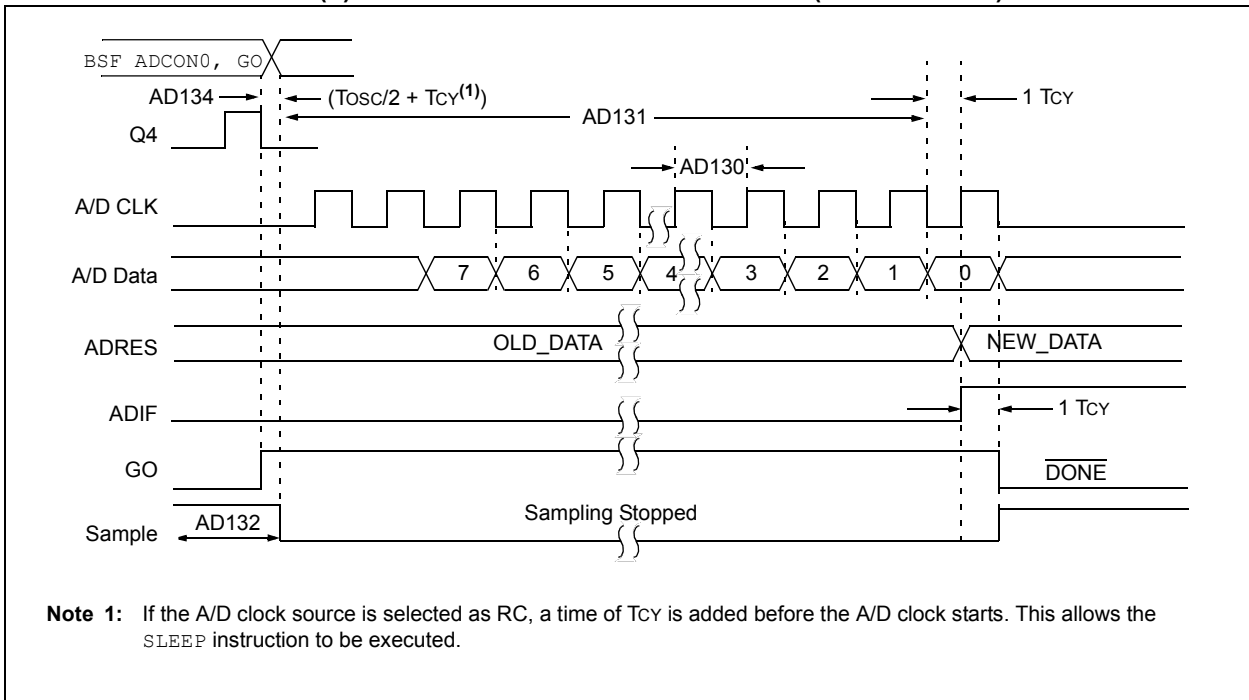 BSF ADCON0, GO
AD134
(TOSC/2 + TCY(1))
1 TCY
AD131
Q4
AD130
A/D CLK
A/D Data
7 6 5 4 3 2 1 0
ADRES
OLD_DATA
NEW_DATA
ADIF
1 TCY
GO
DONE
Sample
AD132
Sampling Stopped
Note 1: If the A/D clock source is selected as RC, a time of TCY is added before the A/D clock starts. This allows the
SLEEP instruction to be executed.